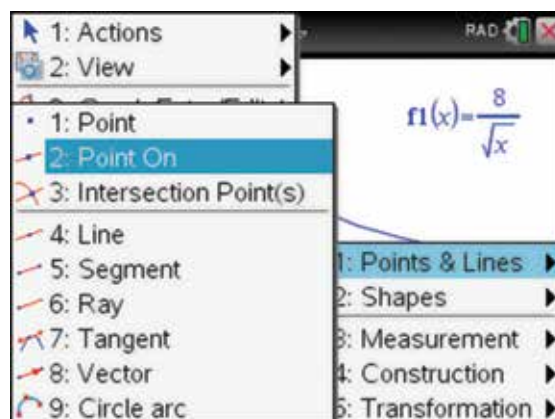 1: Actions
RAD
2: View
1: Point
f1(x)=8/√x
2: Point On
3: Intersection Point(s)
4: Line
1: Points & Lines
5: Segment
2: Shapes
6: Ray
7: Tangent
3: Measurement
8: Vector
4: Construction
9: Circle arc
5: Transformation